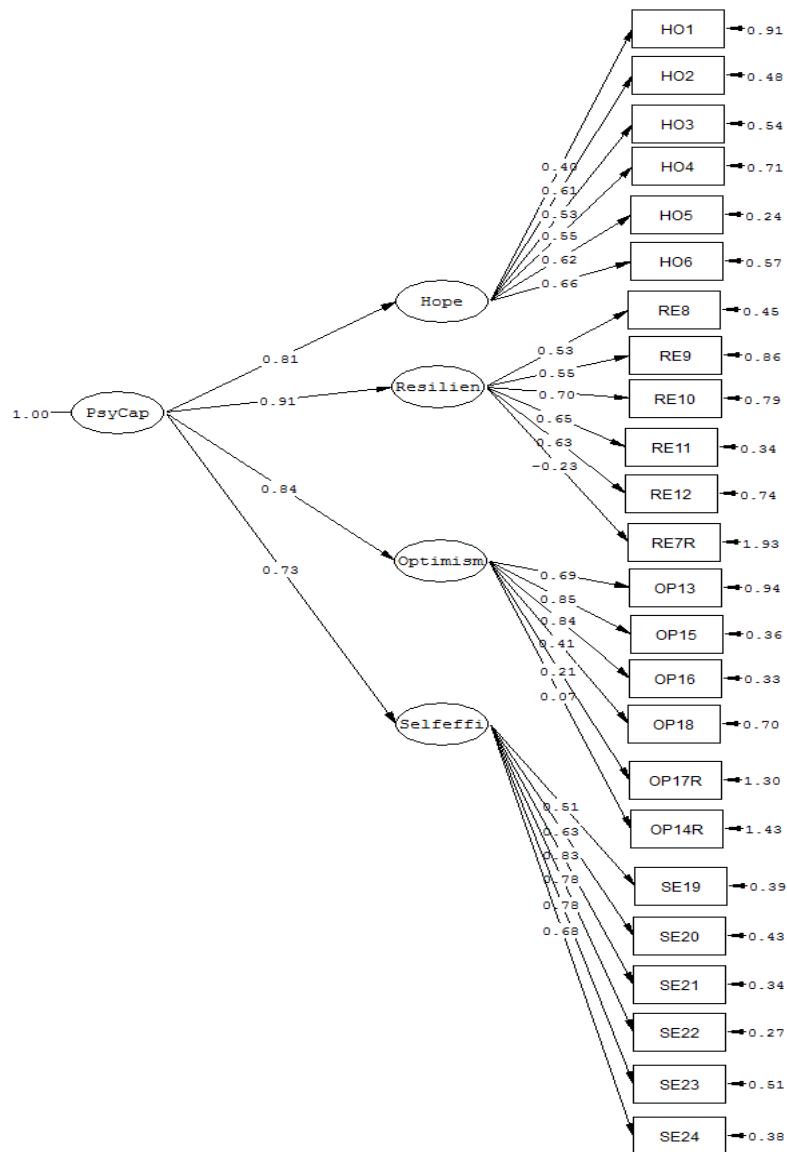 HO1 0.91
HO2 0.48
HO3 0.54
0.40 HO4 0.71
0.61
0.53 HO5 0.24
0.55
0.62 HO6 0.57
0.66
Hope
RE8 0.45
0.81 0.53 RE9 0.86
0.55
1.00 PsyCap 0.91 Resilien 0.70 RE10 0.79
0.65 RE11 0.34
0.63
-0.23 RE12 0.74
0.84
RE7R 1.93
0.73 Optimism 0.69 OP13 0.94
0.85
0.84 OP15 0.36
0.41
0.21 OP16 0.33
0.07
Selfeffi OP18 0.70
OP17R 1.30
0.51 OP14R 1.43
0.63
0.83 SE19 0.39
0.78
0.78 SE20 0.43
0.68
SE21 0.34
SE22 0.27
SE23 0.51
SE24 0.38